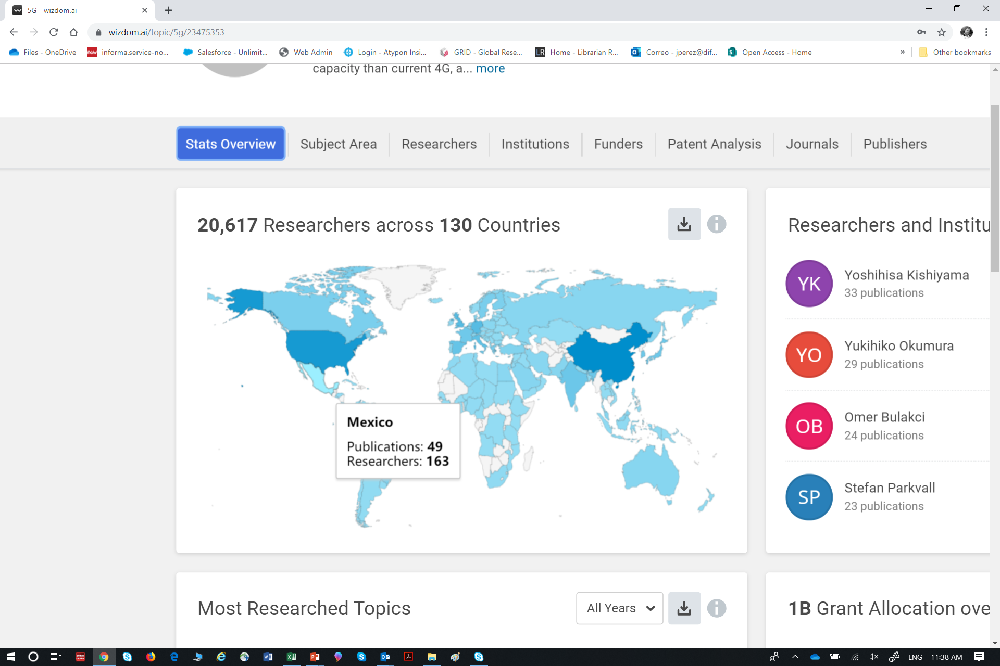 5G - wizdom.ai
wizdom.ai/topic/5g/23475353
Files - OneDrive
now
informa.service-no...
Salesforce - Unlimit...
Web Admin
Login - Atypon Insi...
GRID - Global Rese...
LR
Home - Librarian R...
Correo - jperez@dif...
Open Access - Home
»
Other bookmarks
capacity than current 4G, a... more
Stats Overview
Subject Area
Researchers
Institutions
Funders
Patent Analysis
Journals
Publishers
20,617 Researchers across 130 Countries
Mexico
Publications: 49
Researchers: 163
Researchers and Institu
YK
Yoshihisa Kishiyama
33 publications
YO
Yukihiko Okumura
29 publications
OB
Omer Bulakci
24 publications
SP
Stefan Parkvall
23 publications
Most Researched Topics
All Years
1B Grant Allocation ove
ENG
11:38 AM